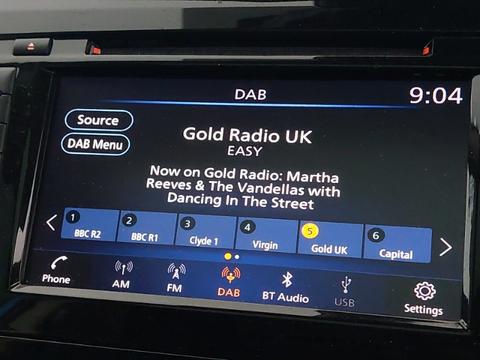 DAB
9:04
Source
Gold Radio UK
EASY
DAB Menu
Now on Gold Radio: Martha
Reeves & The Vandellas with
Dancing In The Street
1 BBC R2
2 BBC R1
3 Clyde 1
4 Virgin
5 Gold UK
6 Capital
Phone
AM
FM
DAB
BT Audio
USB
Settings